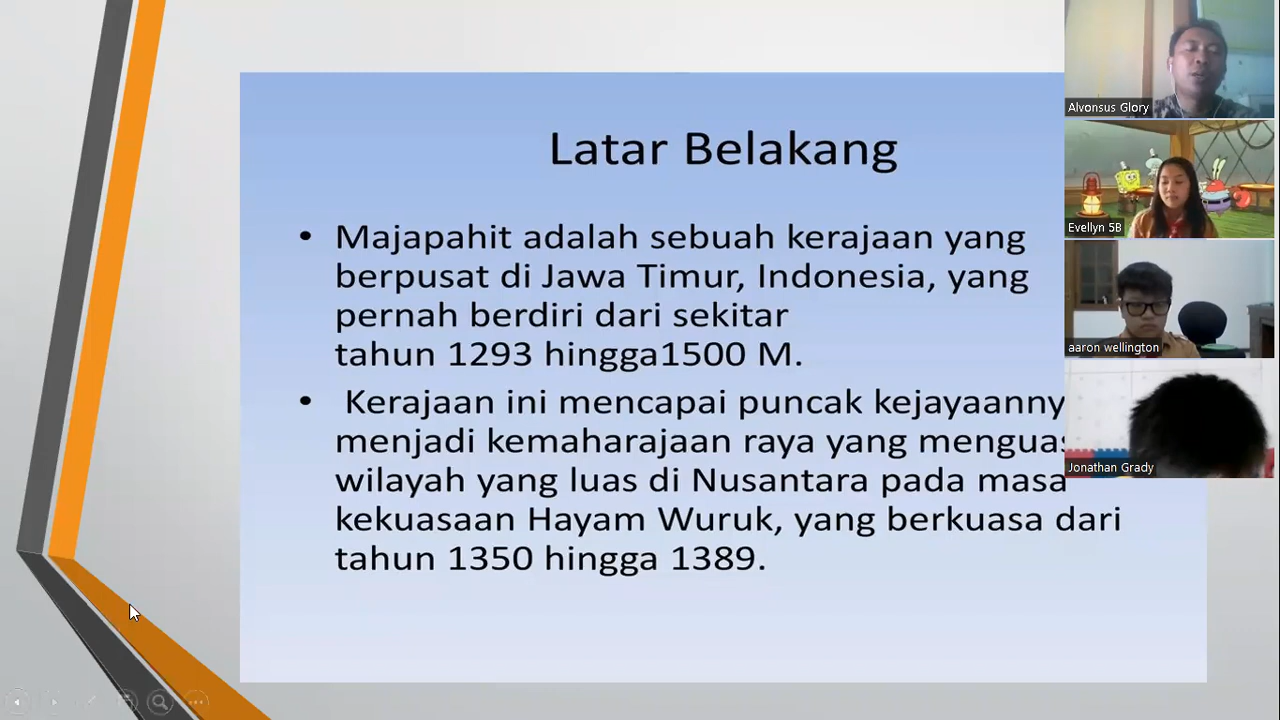 Latar Belakang
• Majapahit adalah sebuah kerajaan yang
berpusat di Jawa Timur, Indonesia, yang
pernah berdiri dari sekitar
tahun 1293 hingga1500 M.
• Kerajaan ini mencapai puncak
menjadi kemaharajaan raya yang
wilayah yang luas di Nusantara pada masa
kekuasaan Hayam Wuruk, yang berkuasa dari
tahun 1350 hingga 1389.
Alvonsus Glory
Evellyn 5B
aaron wellington
Jonathan Grady